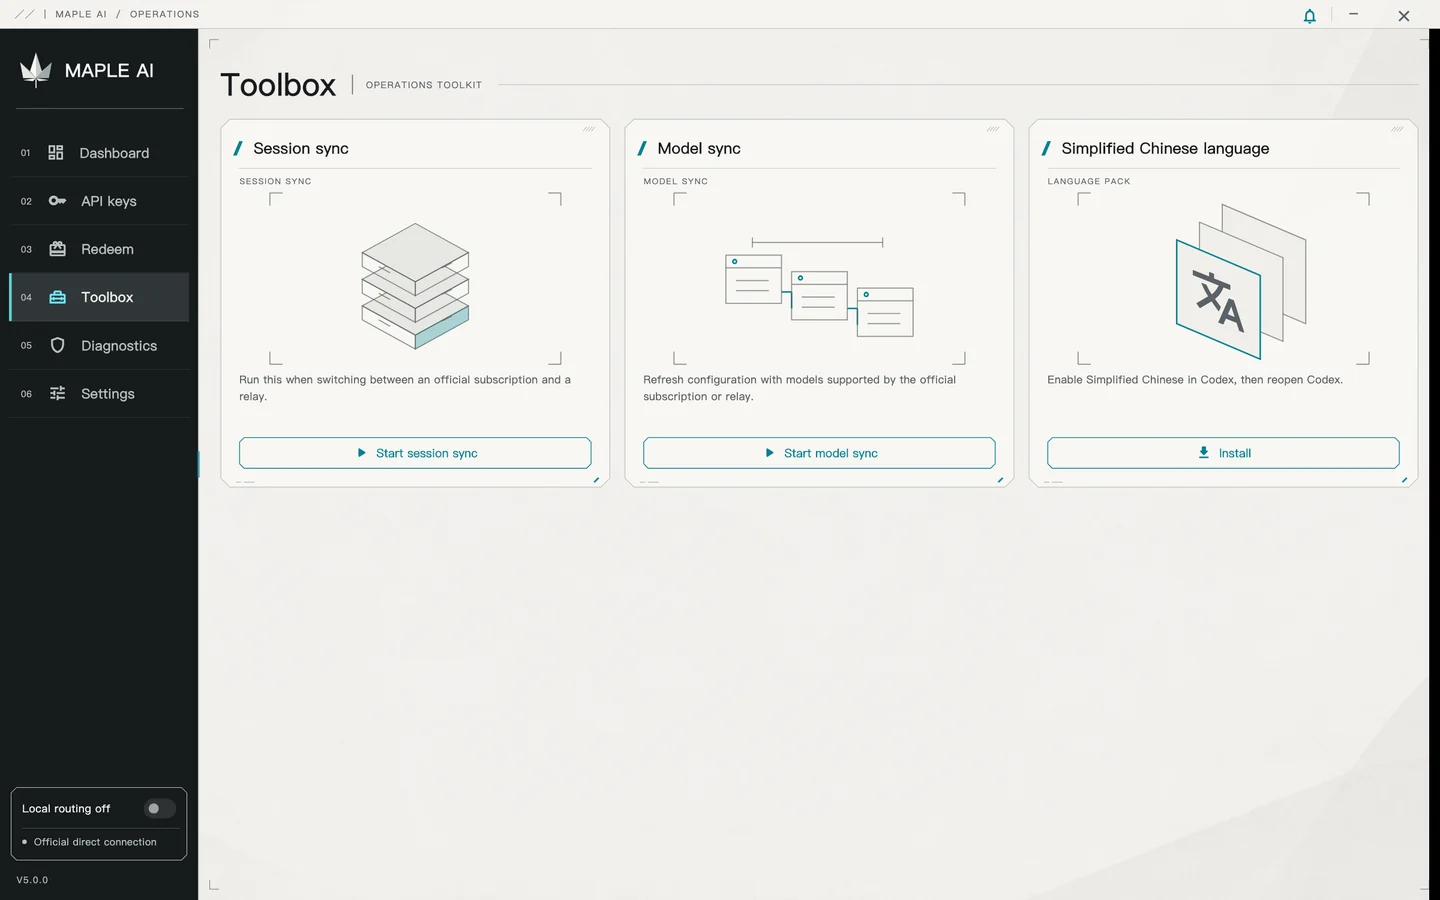 // | MAPLE AI / OPERATIONS
MAPLE AI
01 Dashboard
02 API keys
03 Redeem
04 Toolbox
05 Diagnostics
06 Settings
Local routing off
Official direct connection
V5.0.0
Toolbox | OPERATIONS TOOLKIT
Session sync
SESSION SYNC
Run this when switching between an official subscription and a
relay.
Start session sync
Model sync
MODEL SYNC
Refresh configuration with models supported by the official
subscription or relay.
Start model sync
Simplified Chinese language
LANGUAGE PACK
文A
Enable Simplified Chinese in Codex, then reopen Codex.
Install